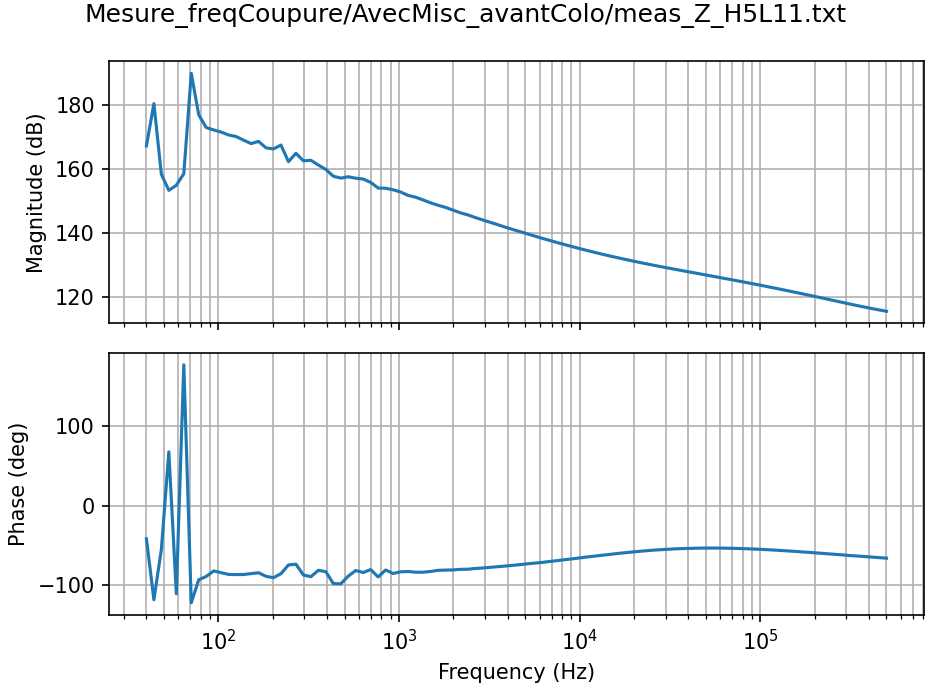 Mesure_freqCoupure/AvecMisc_avantColo/meas_Z_H5L11.txt
Magnitude (dB)
180
160
140
120
Phase (deg)
100
0
−100
10²
10³
10⁴
10⁵
Frequency (Hz)